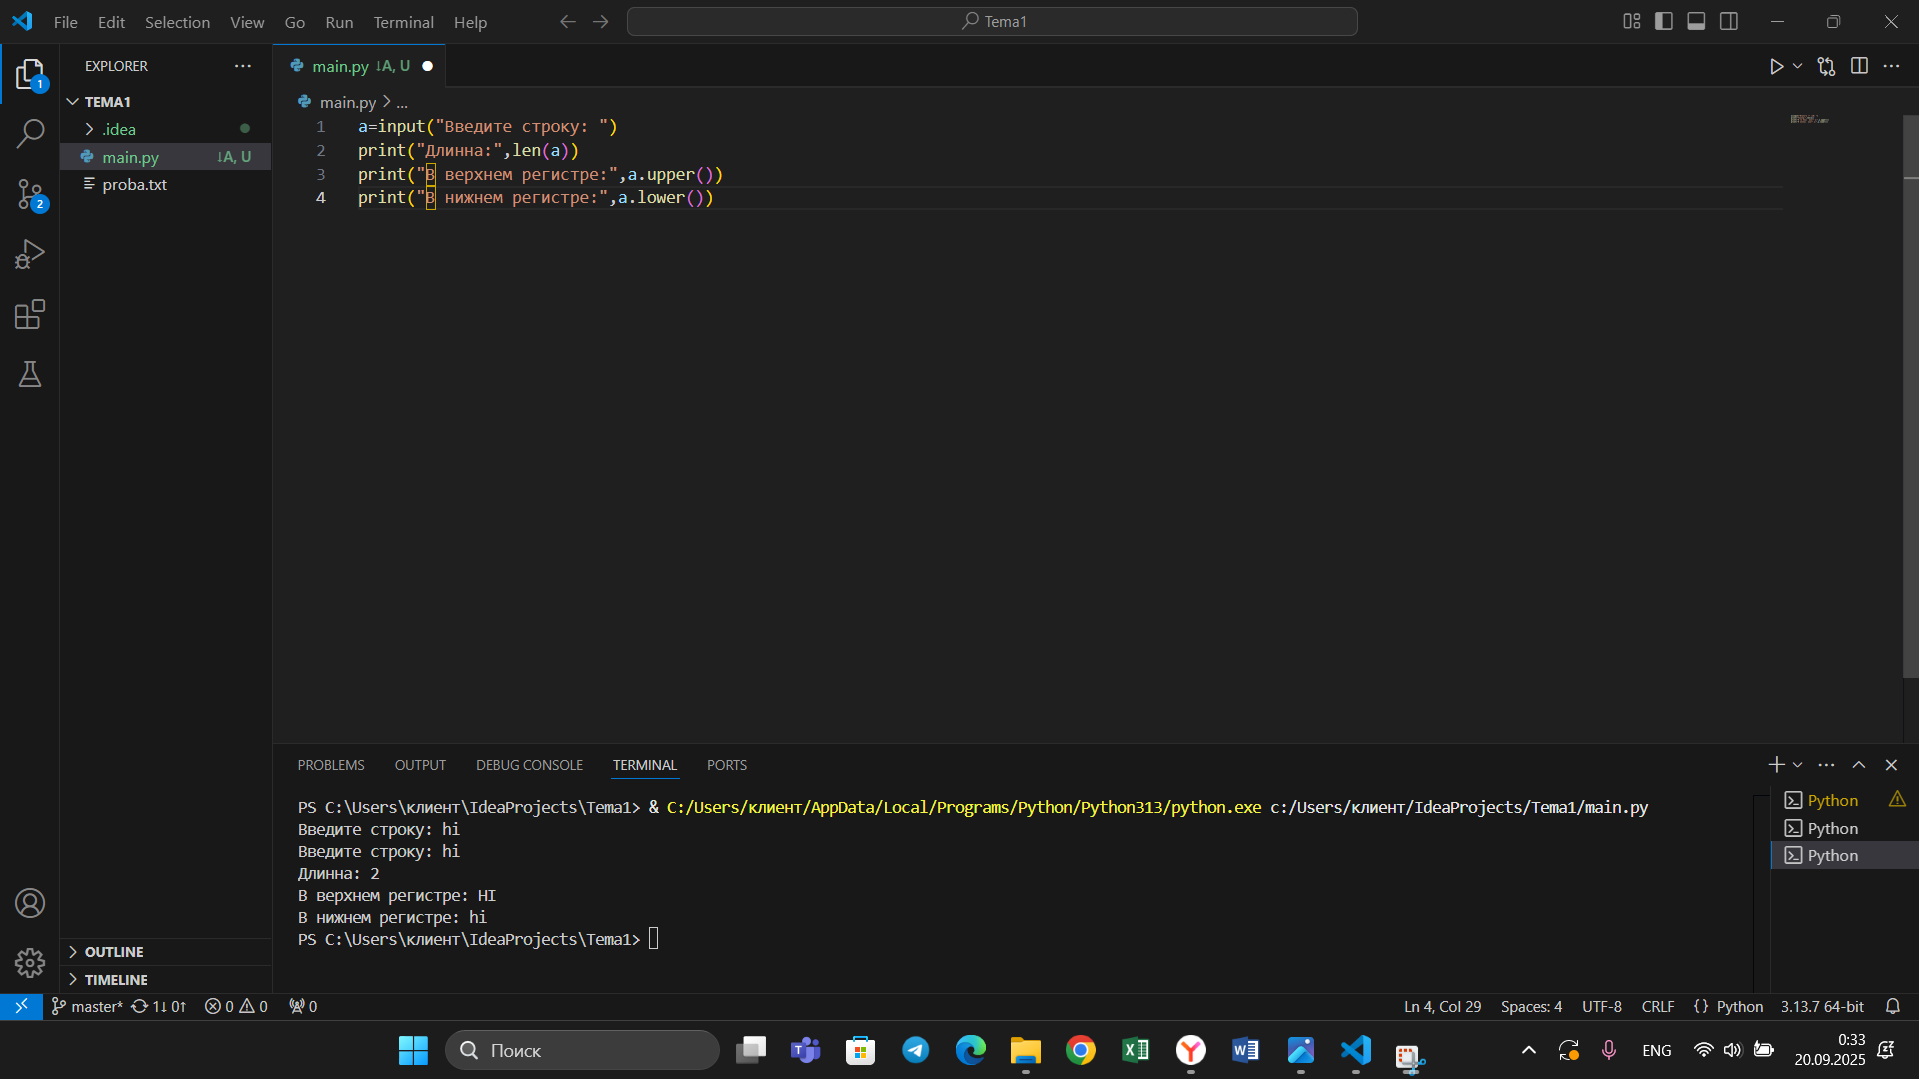 File Edit Selection View Go Run Terminal Help
Tema1
EXPLORER
main.py ↓A, U
TEMA1
main.py > ...
.idea
main.py ↓A, U
proba.txt
1 a=input("Введите строку: ")
2 print("Длинна:",len(a))
3 print("В верхнем регистре:",a.upper())
4 print("В нижнем регистре:",a.lower())
1
2
PROBLEMS OUTPUT DEBUG CONSOLE TERMINAL PORTS
PS C:\Users\клиент\IdeaProjects\Tema1> & C:/Users/клиент/AppData/Local/Programs/Python/Python313/python.exe c:/Users/клиент/IdeaProjects/Tema1/main.py
Введите строку: hi
Введите строку: hi
Длинна: 2
В верхнем регистре: HI
В нижнем регистре: hi
PS C:\Users\клиент\IdeaProjects\Tema1>
Python
Python
Python
OUTLINE
TIMELINE
master* 1↓ 0↑ 0 0 0
Ln 4, Col 29 Spaces: 4 UTF-8 CRLF {} Python 3.13.7 64-bit
Поиск
ENG
0:33
20.09.2025